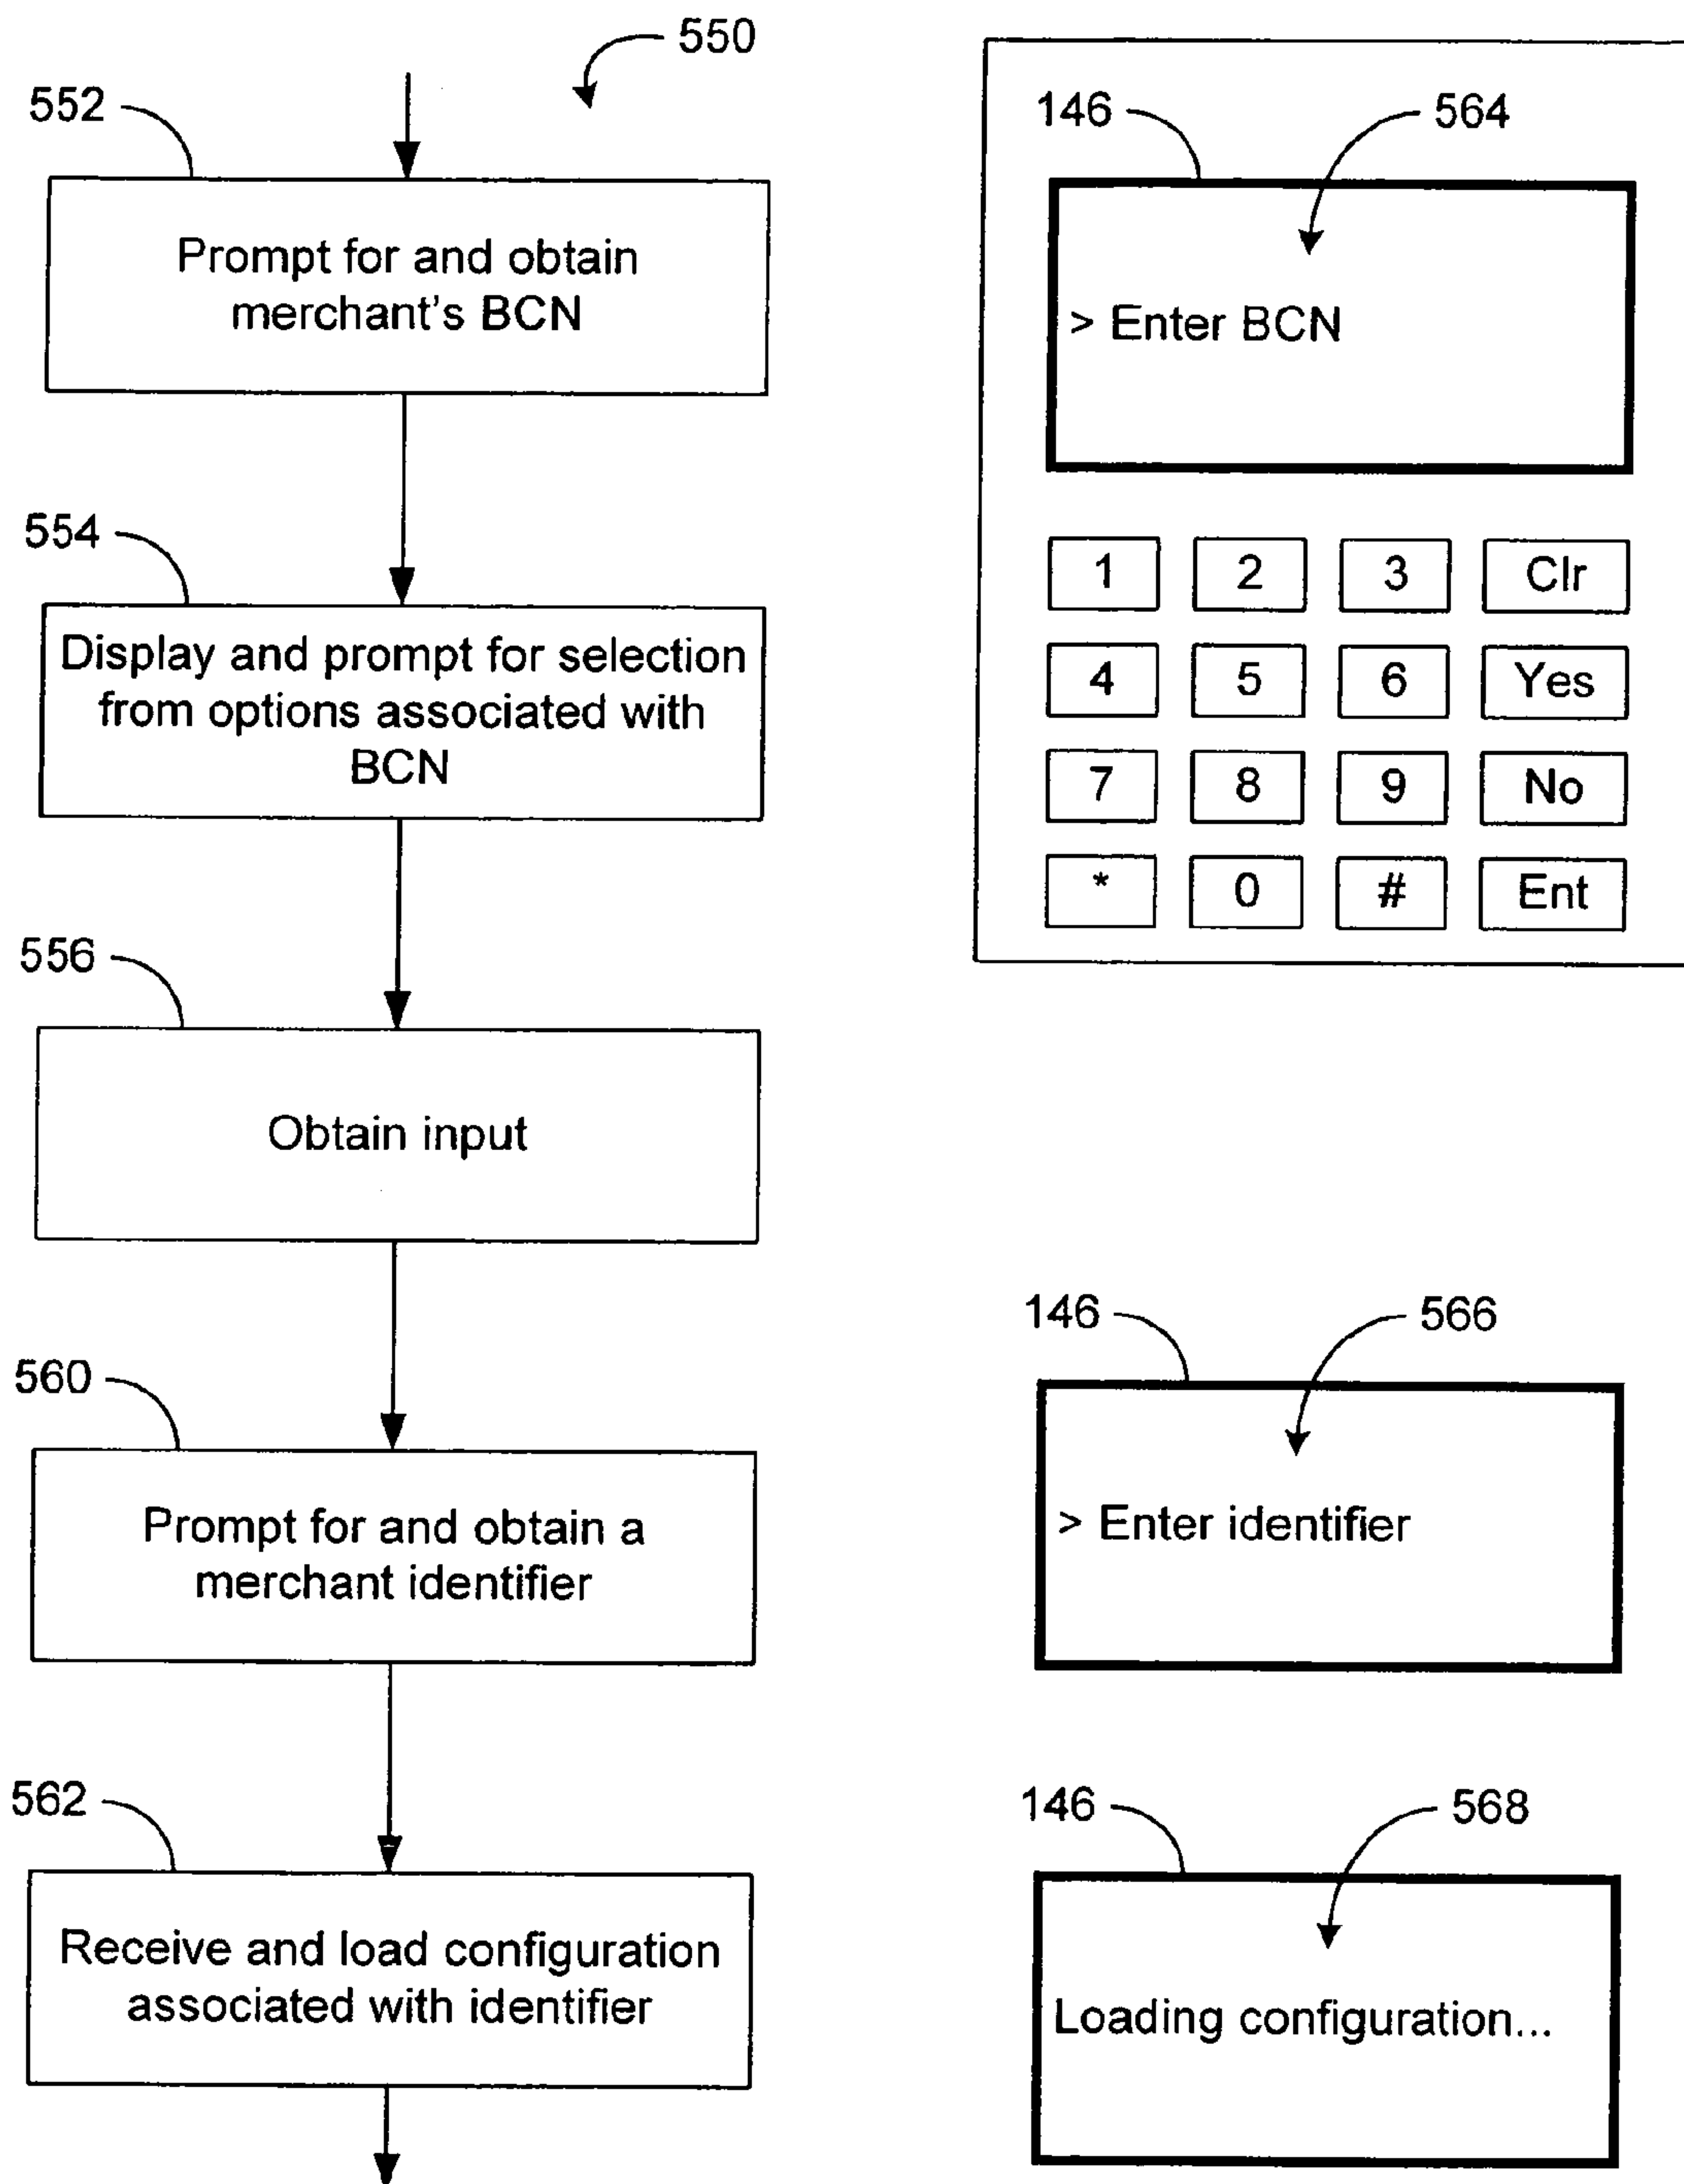 550
552
Prompt for and obtain
merchant's BCN
554
Display and prompt for selection
from options associated with
BCN
556
Obtain input
560
Prompt for and obtain a
merchant identifier
562
Receive and load configuration
associated with identifier
146
564
> Enter BCN
1 2 3 Clr
4 5 6 Yes
7 8 9 No
* 0 # Ent
146
566
> Enter identifier
146
568
Loading configuration...